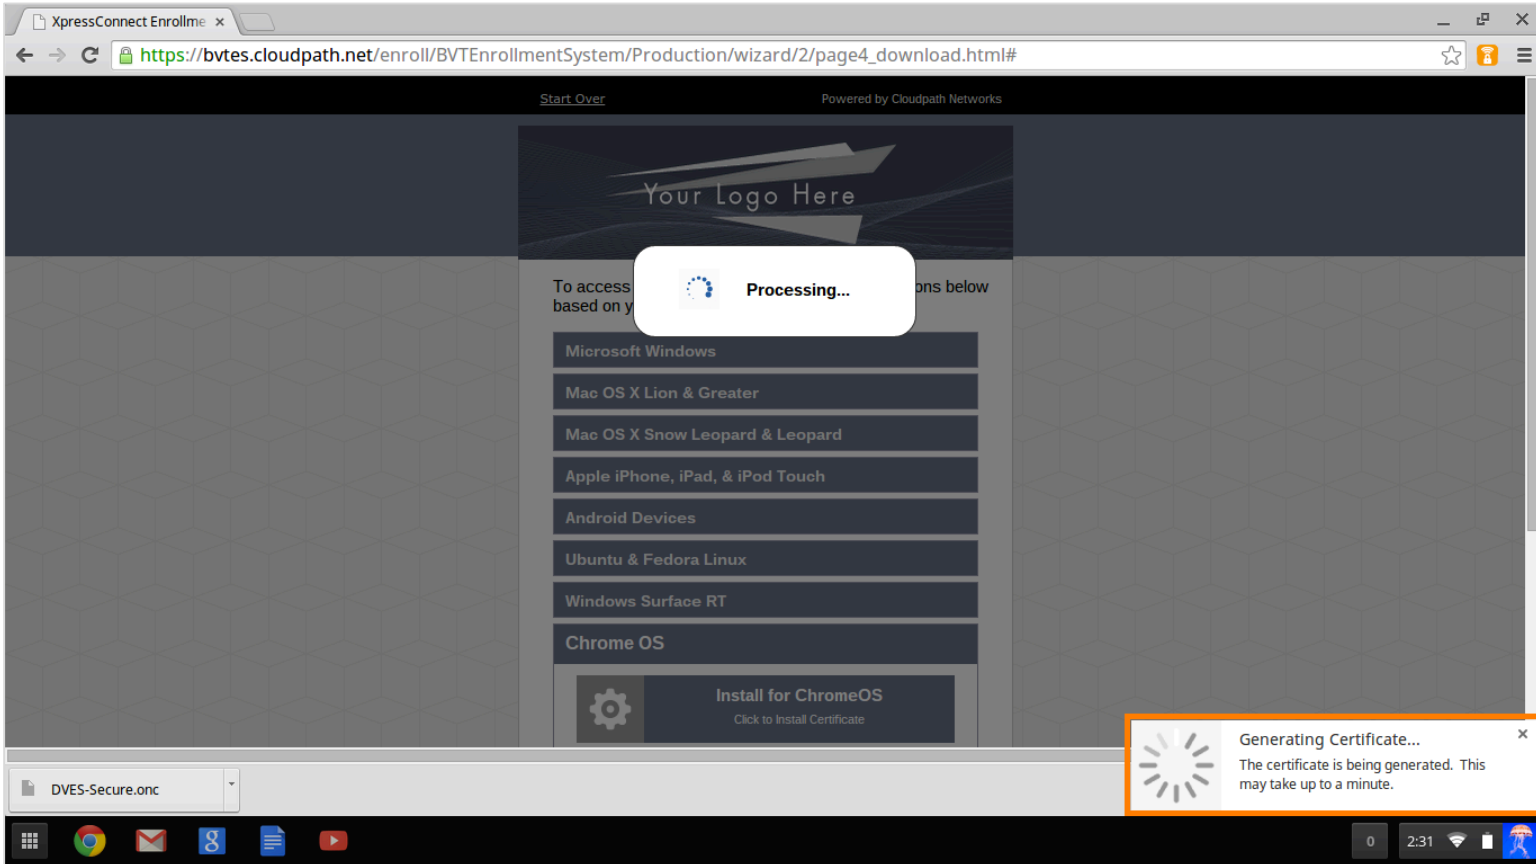 XpressConnect Enrollme
https://bvtes.cloudpath.net/enroll/BVTEnrollmentSystem/Production/wizard/2/page4_download.html#
Start Over
Powered by Cloudpath Networks
Your Logo Here
To access
ons below
based on y
Processing...
Microsoft Windows
Mac OS X Lion & Greater
Mac OS X Snow Leopard & Leopard
Apple iPhone, iPad, & iPod Touch
Android Devices
Ubuntu & Fedora Linux
Windows Surface RT
Chrome OS
Install for ChromeOS
Click to Install Certificate
Generating Certificate...
The certificate is being generated. This
may take up to a minute.
DVES-Secure.onc
g
0
2:31